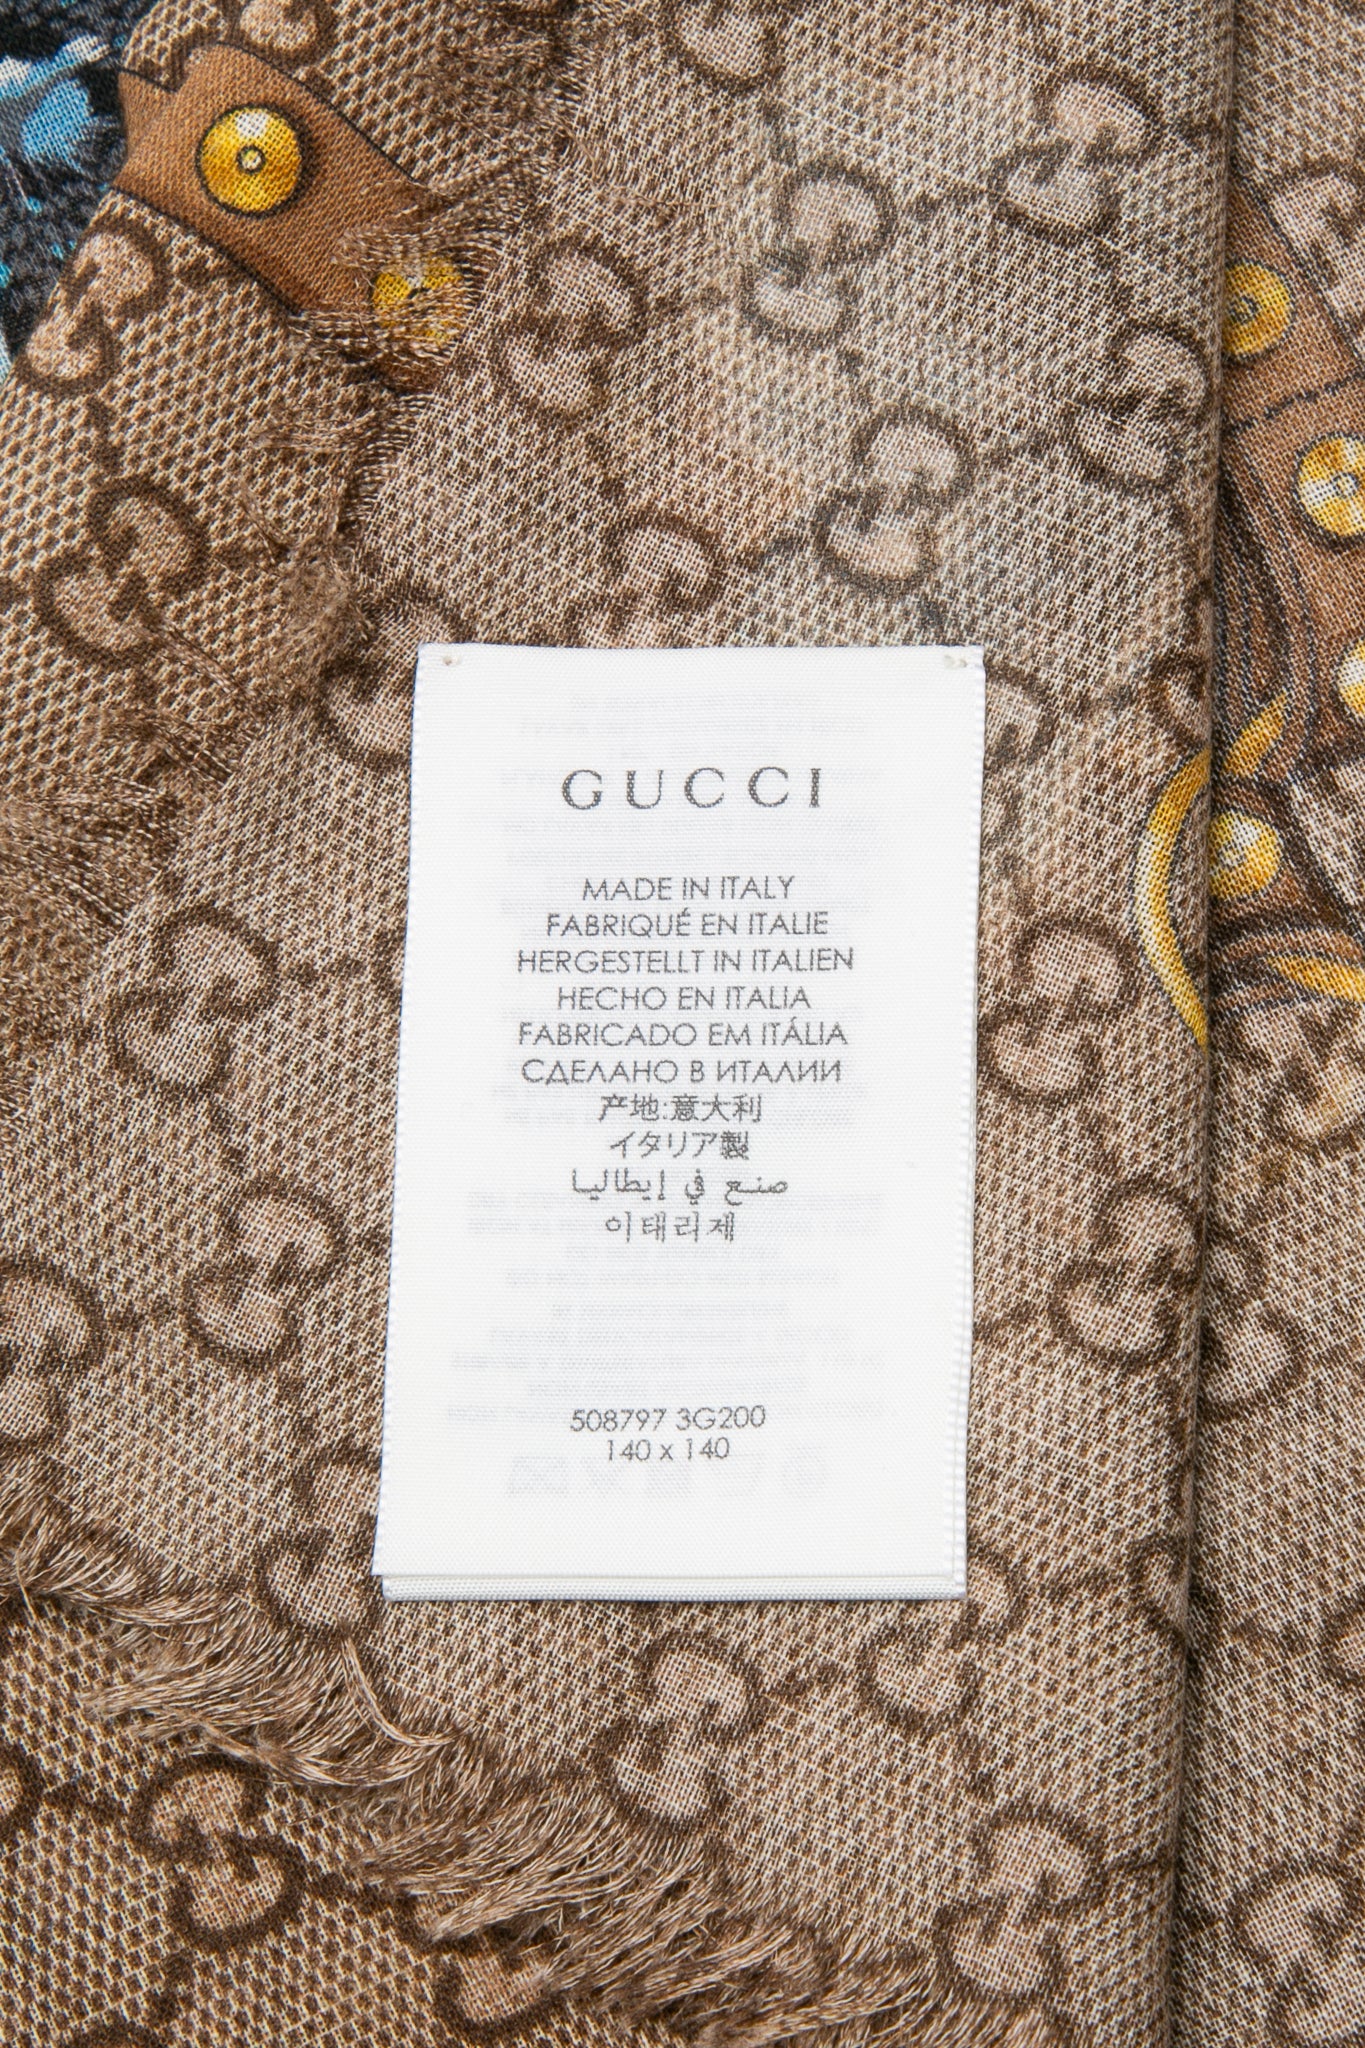 GUCCI
MADE IN ITALY
FABRIQUÉ EN ITALIE
HERGESTELLT IN ITALIEN
HECHO EN ITALIA
FABRICADO EM ITÁLIA
СДЕЛАНО В ИТАЛИИ
产地:意大利
イタリア製
صنع في إيطاليا
이태리제
508797 3G200
140 x 140